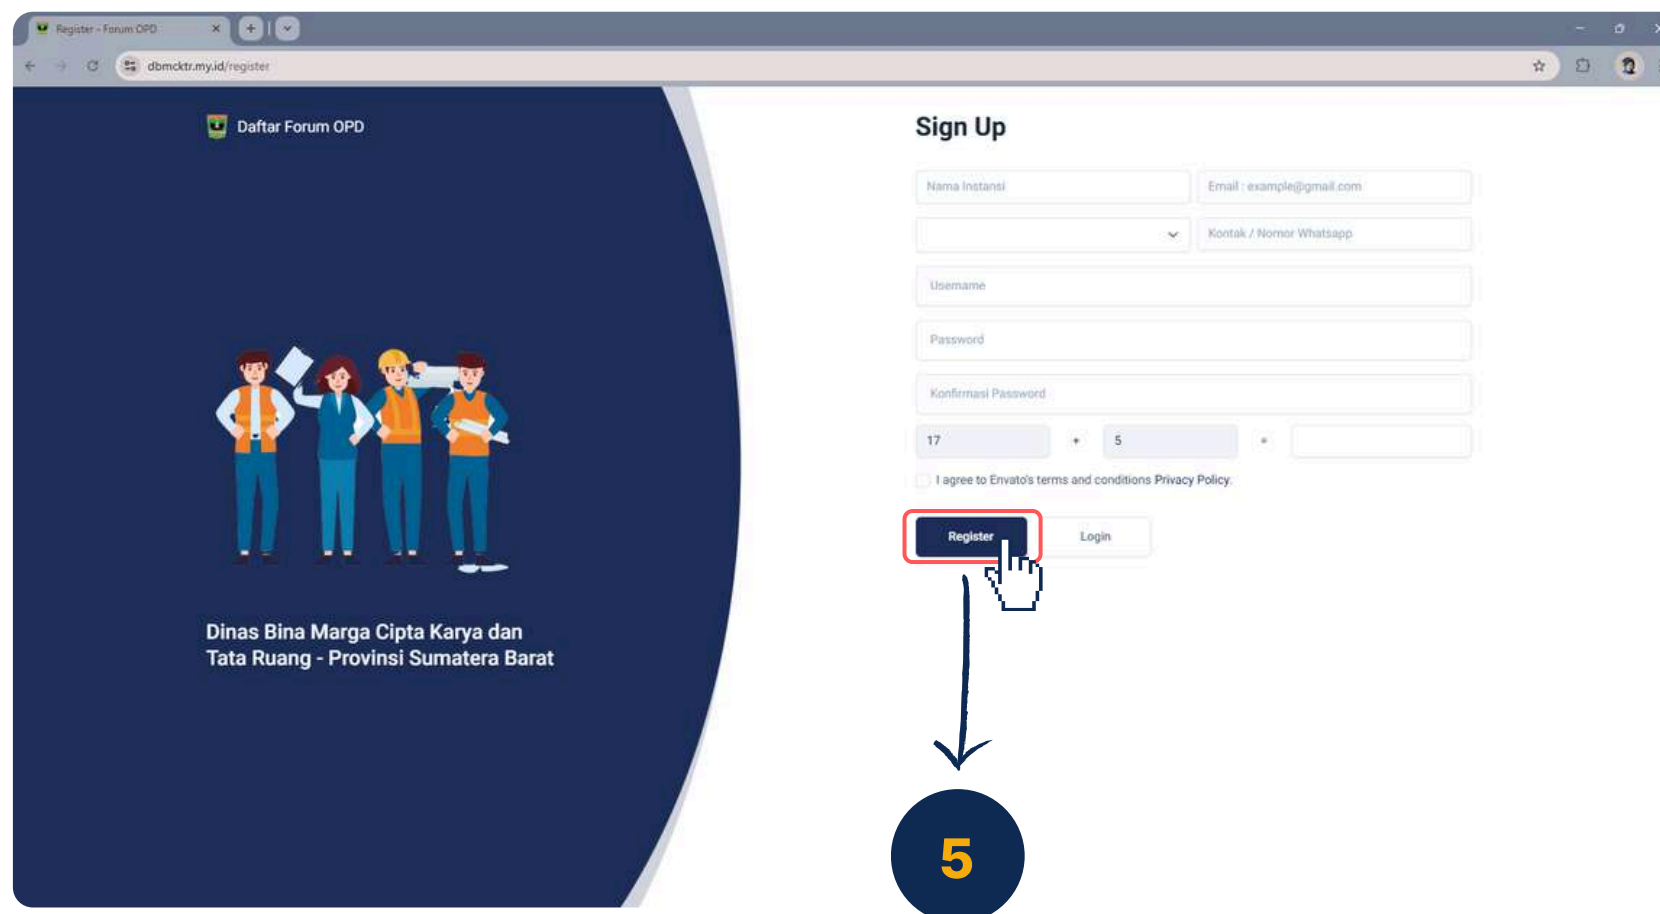 Register - Forum OPD
dbmcktr.my.id/register
Daftar Forum OPD
Dinas Bina Marga Cipta Karya dan
Tata Ruang - Provinsi Sumatera Barat
Sign Up
Nama Instansi
Email : example@gmail.com
Kontak / Nomor Whatsapp
Username
Password
Konfirmasi Password
17 + 5 =
I agree to Envato's terms and conditions Privacy Policy.
Register
Login
5